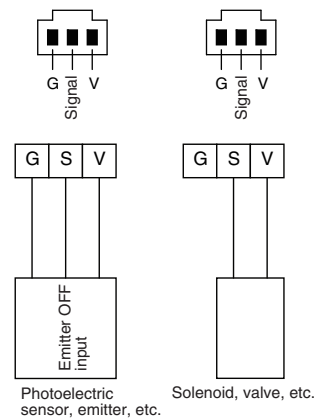 G Signal V
G Signal V
G S V
G S V
Emitter OFF
input
Photoelectric
sensor, emitter, etc.
Solenoid, valve, etc.